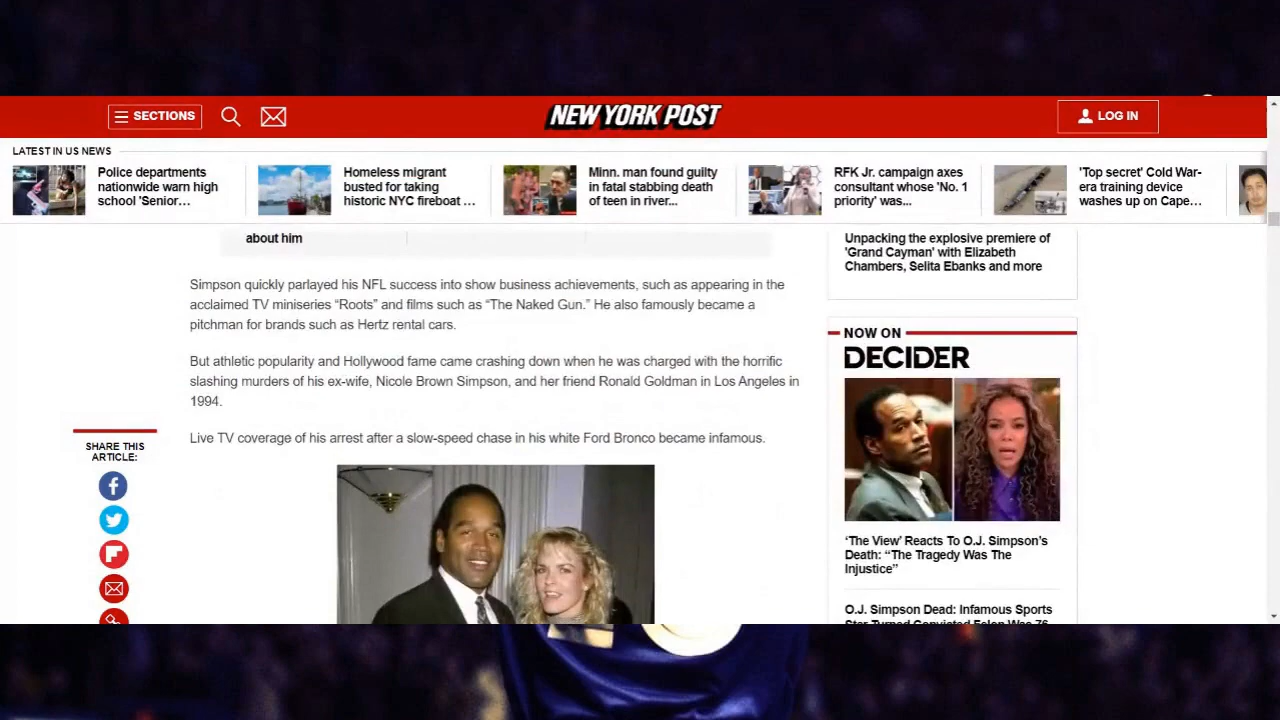 SECTIONS
NEW YORK POST
LOG IN
LATEST IN US NEWS
Police departments
nationwide warn high
school 'Senior...
Homeless migrant
busted for taking
historic NYC fireboat ...
Minn. man found guilty
in fatal stabbing death
of teen in river...
RFK Jr. campaign axes
consultant whose 'No. 1
priority' was...
'Top secret' Cold War-
era training device
washes up on Cape...
about him
Simpson quickly parlayed his NFL success into show business achievements, such as appearing in the
acclaimed TV miniseries “Roots” and films such as “The Naked Gun.” He also famously became a
pitchman for brands such as Hertz rental cars.
But athletic popularity and Hollywood fame came crashing down when he was charged with the horrific
slashing murders of his ex-wife, Nicole Brown Simpson, and her friend Ronald Goldman in Los Angeles in
1994.
Live TV coverage of his arrest after a slow-speed chase in his white Ford Bronco became infamous.
SHARE THIS
ARTICLE:
Unpacking the explosive premiere of
'Grand Cayman' with Elizabeth
Chambers, Selita Ebanks and more
NOW ON
DECIDER
‘The View’ Reacts To O.J. Simpson’s
Death: “The Tragedy Was The
Injustice”
O.J. Simpson Dead: Infamous Sports
Star Turned Convicted Felon Was 76